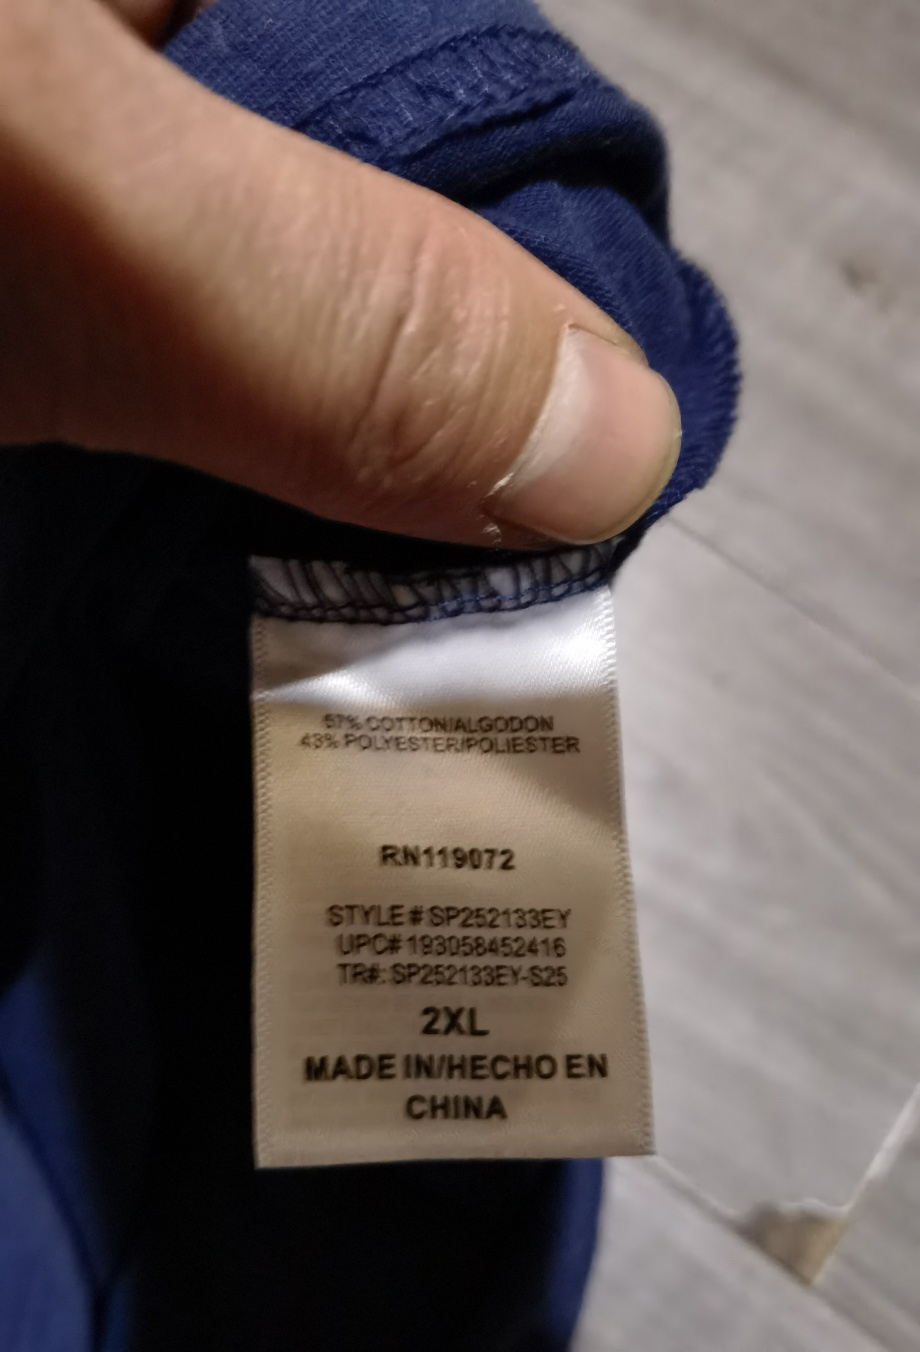 57% COTTON/ALGODON
43% POLYESTER/POLIESTER
RN119072
STYLE # SP252133EY
UPC# 193058452416
TR#: SP252133EY-S25
2XL
MADE IN/HECHO EN
CHINA